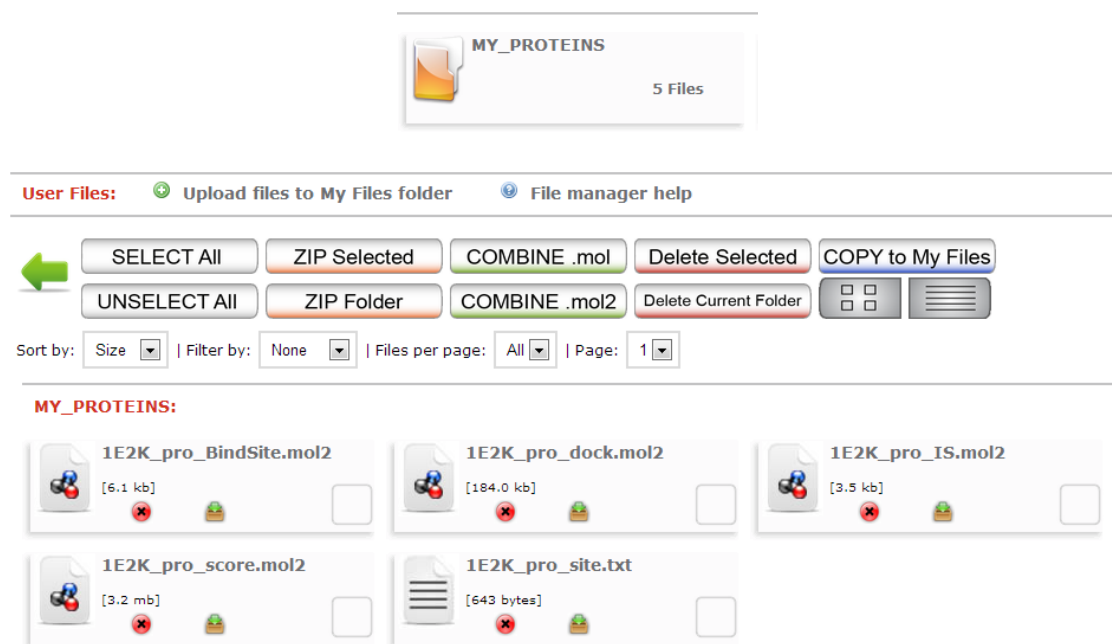 MY_PROTEINS
5 Files
User Files: Upload files to My Files folder File manager help
SELECT All ZIP Selected COMBINE .mol Delete Selected COPY to My Files
UNSELECT All ZIP Folder COMBINE .mol2 Delete Current Folder
Sort by: Size | Filter by: None | Files per page: All | Page: 1
MY_PROTEINS:
1E2K_pro_BindSite.mol2 1E2K_pro_dock.mol2 1E2K_pro_IS.mol2
[6.1 kb] [184.0 kb] [3.5 kb]
1E2K_pro_score.mol2 1E2K_pro_site.txt
[3.2 mb] [643 bytes]